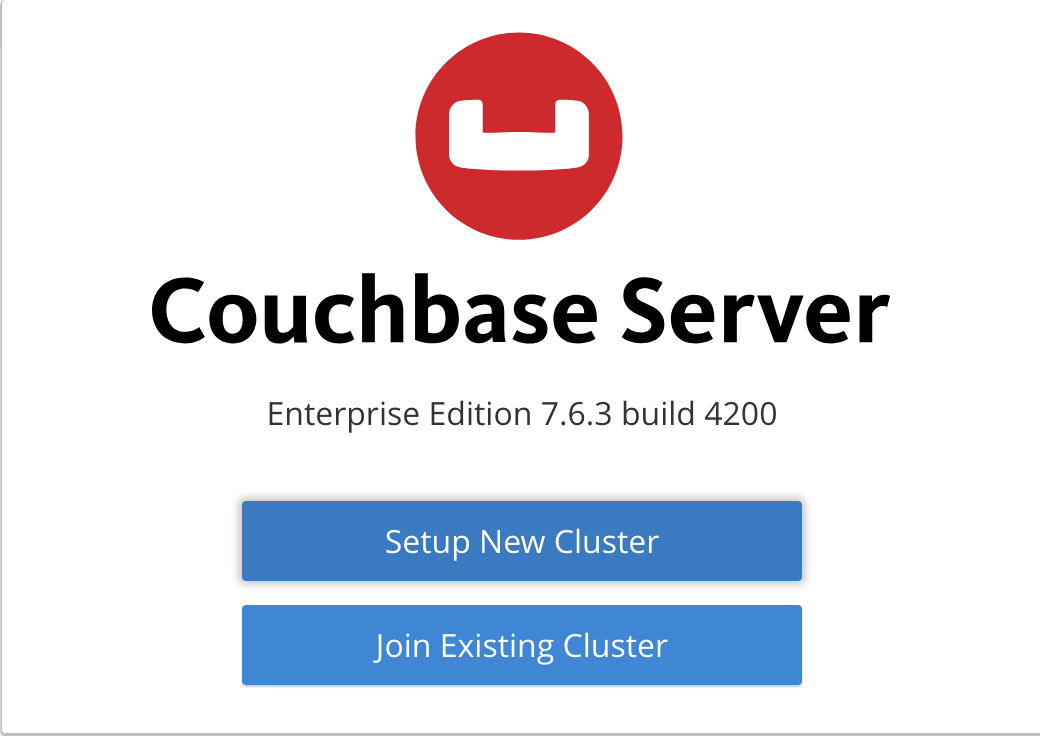 Couchbase Server
Enterprise Edition 7.6.3 build 4200
Setup New Cluster
Join Existing Cluster